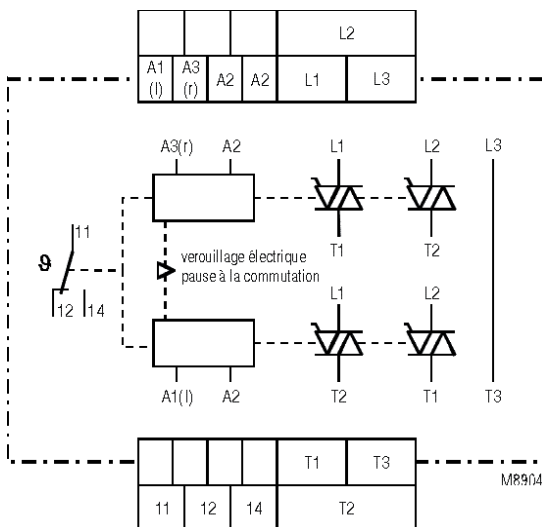 L2
A1 (l)
A3 (r)
A2
A2
L1
L3
A3(r)
A2
L1
L2
L3
T1
T2
11
ϑ
12
14
verouillage électrique
pause à la commutation
L1
L2
A1(l)
A2
T2
T1
T3
T1
T3
M8904
11
12
14
T2